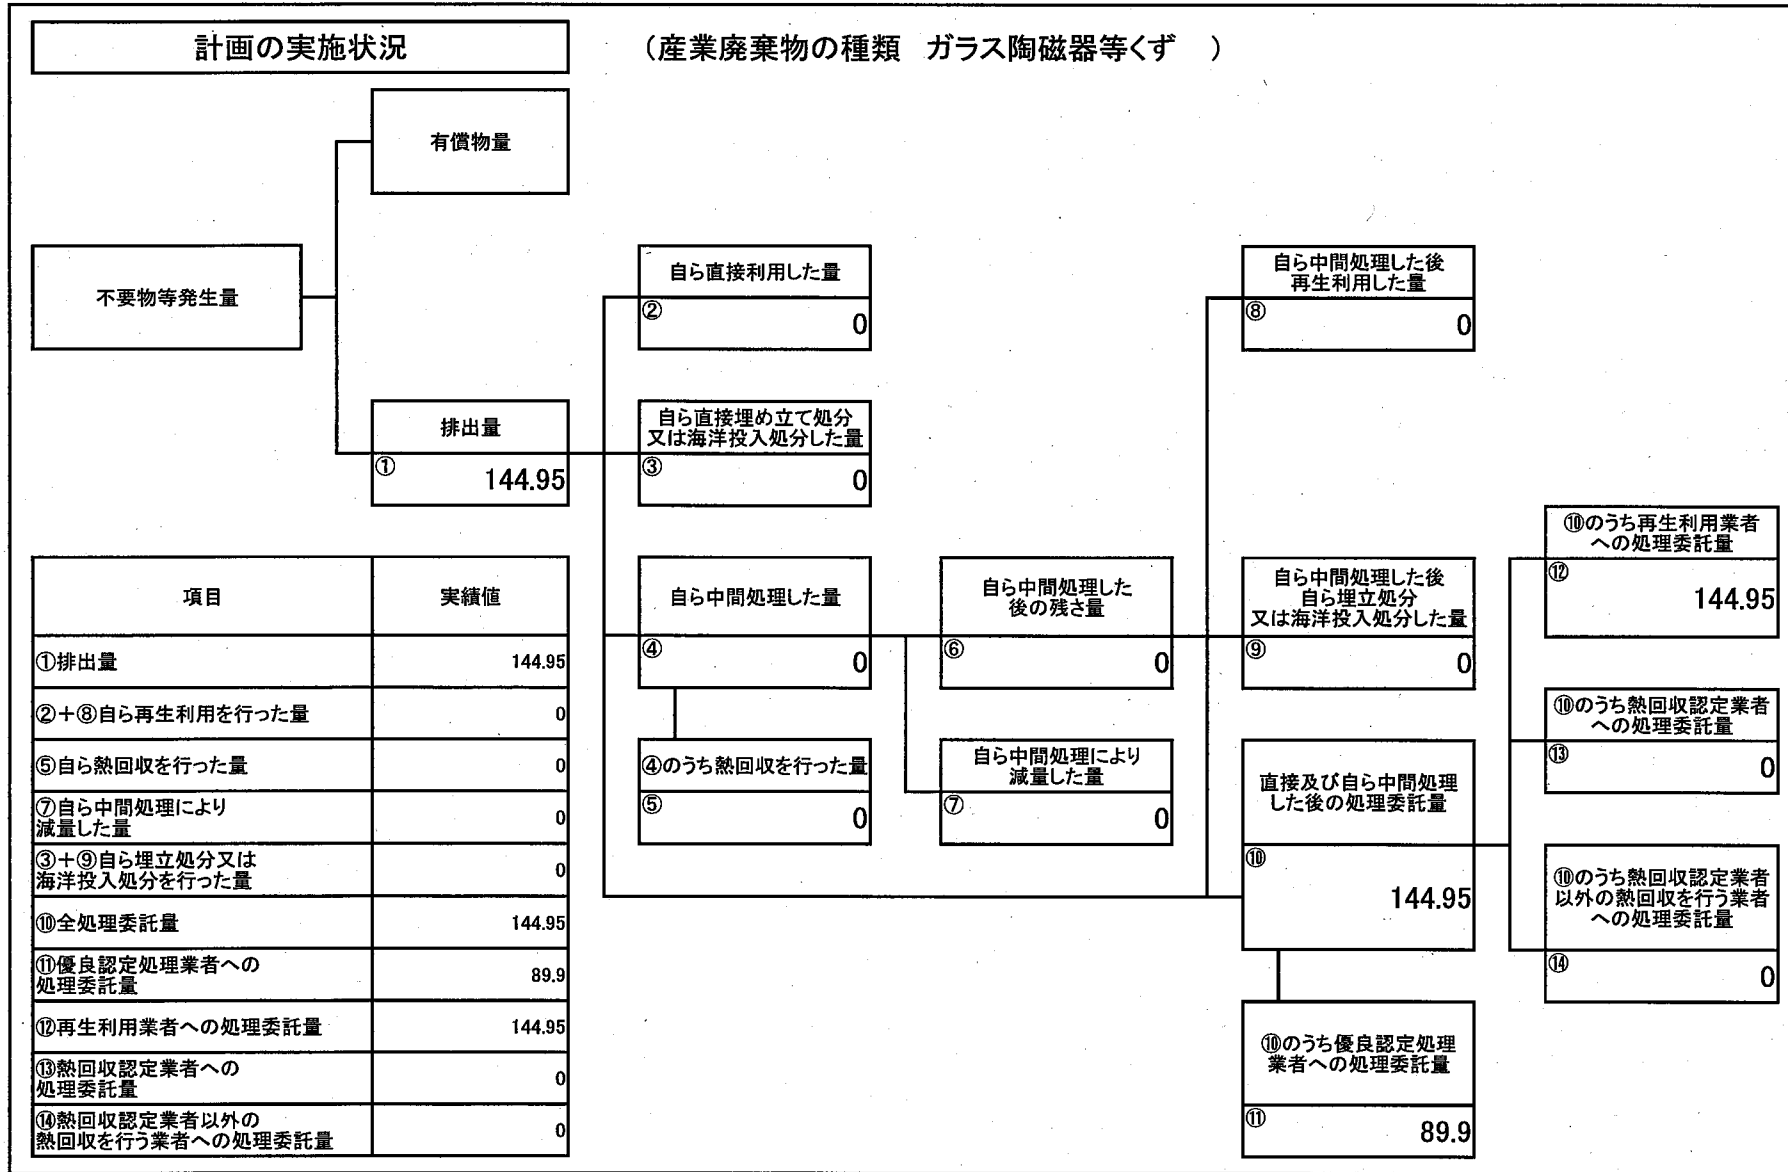 計画の実施状況
（産業廃棄物の種類 ガラス陶磁器等くず ）
有償物量
不要物等発生量
排出量
①
144.95
自ら直接利用した量
②
0
自ら直接埋め立て処分
又は海洋投入処分した量
③
0
自ら中間処理した量
④
0
④のうち熱回収を行った量
⑤
0
自ら中間処理した
後の残さ量
⑥
0
自ら中間処理により
減量した量
⑦
0
自ら中間処理した後
再生利用した量
⑧
0
自ら中間処理した後
自ら埋立処分
又は海洋投入処分した量
⑨
0
直接及び自ら中間処理
した後の処理委託量
⑩
144.95
⑩のうち優良認定処理
業者への処理委託量
⑪
89.9
⑩のうち再生利用業者
への処理委託量
⑫
144.95
⑩のうち熱回収認定業者
への処理委託量
⑬
0
⑩のうち熱回収認定業者
以外の熱回収を行う業者
への処理委託量
⑭
0
項目 実績値
①排出量 144.95
②＋⑧自ら再生利用を行った量 0
⑤自ら熱回収を行った量 0
⑦自ら中間処理により
減量した量 0
③＋⑨自ら埋立処分又は
海洋投入処分を行った量 0
⑩全処理委託量 144.95
⑪優良認定処理業者への
処理委託量 89.9
⑫再生利用業者への処理委託量 144.95
⑬熱回収認定業者への
処理委託量 0
⑭熱回収認定業者以外の
熱回収を行う業者への処理委託量 0